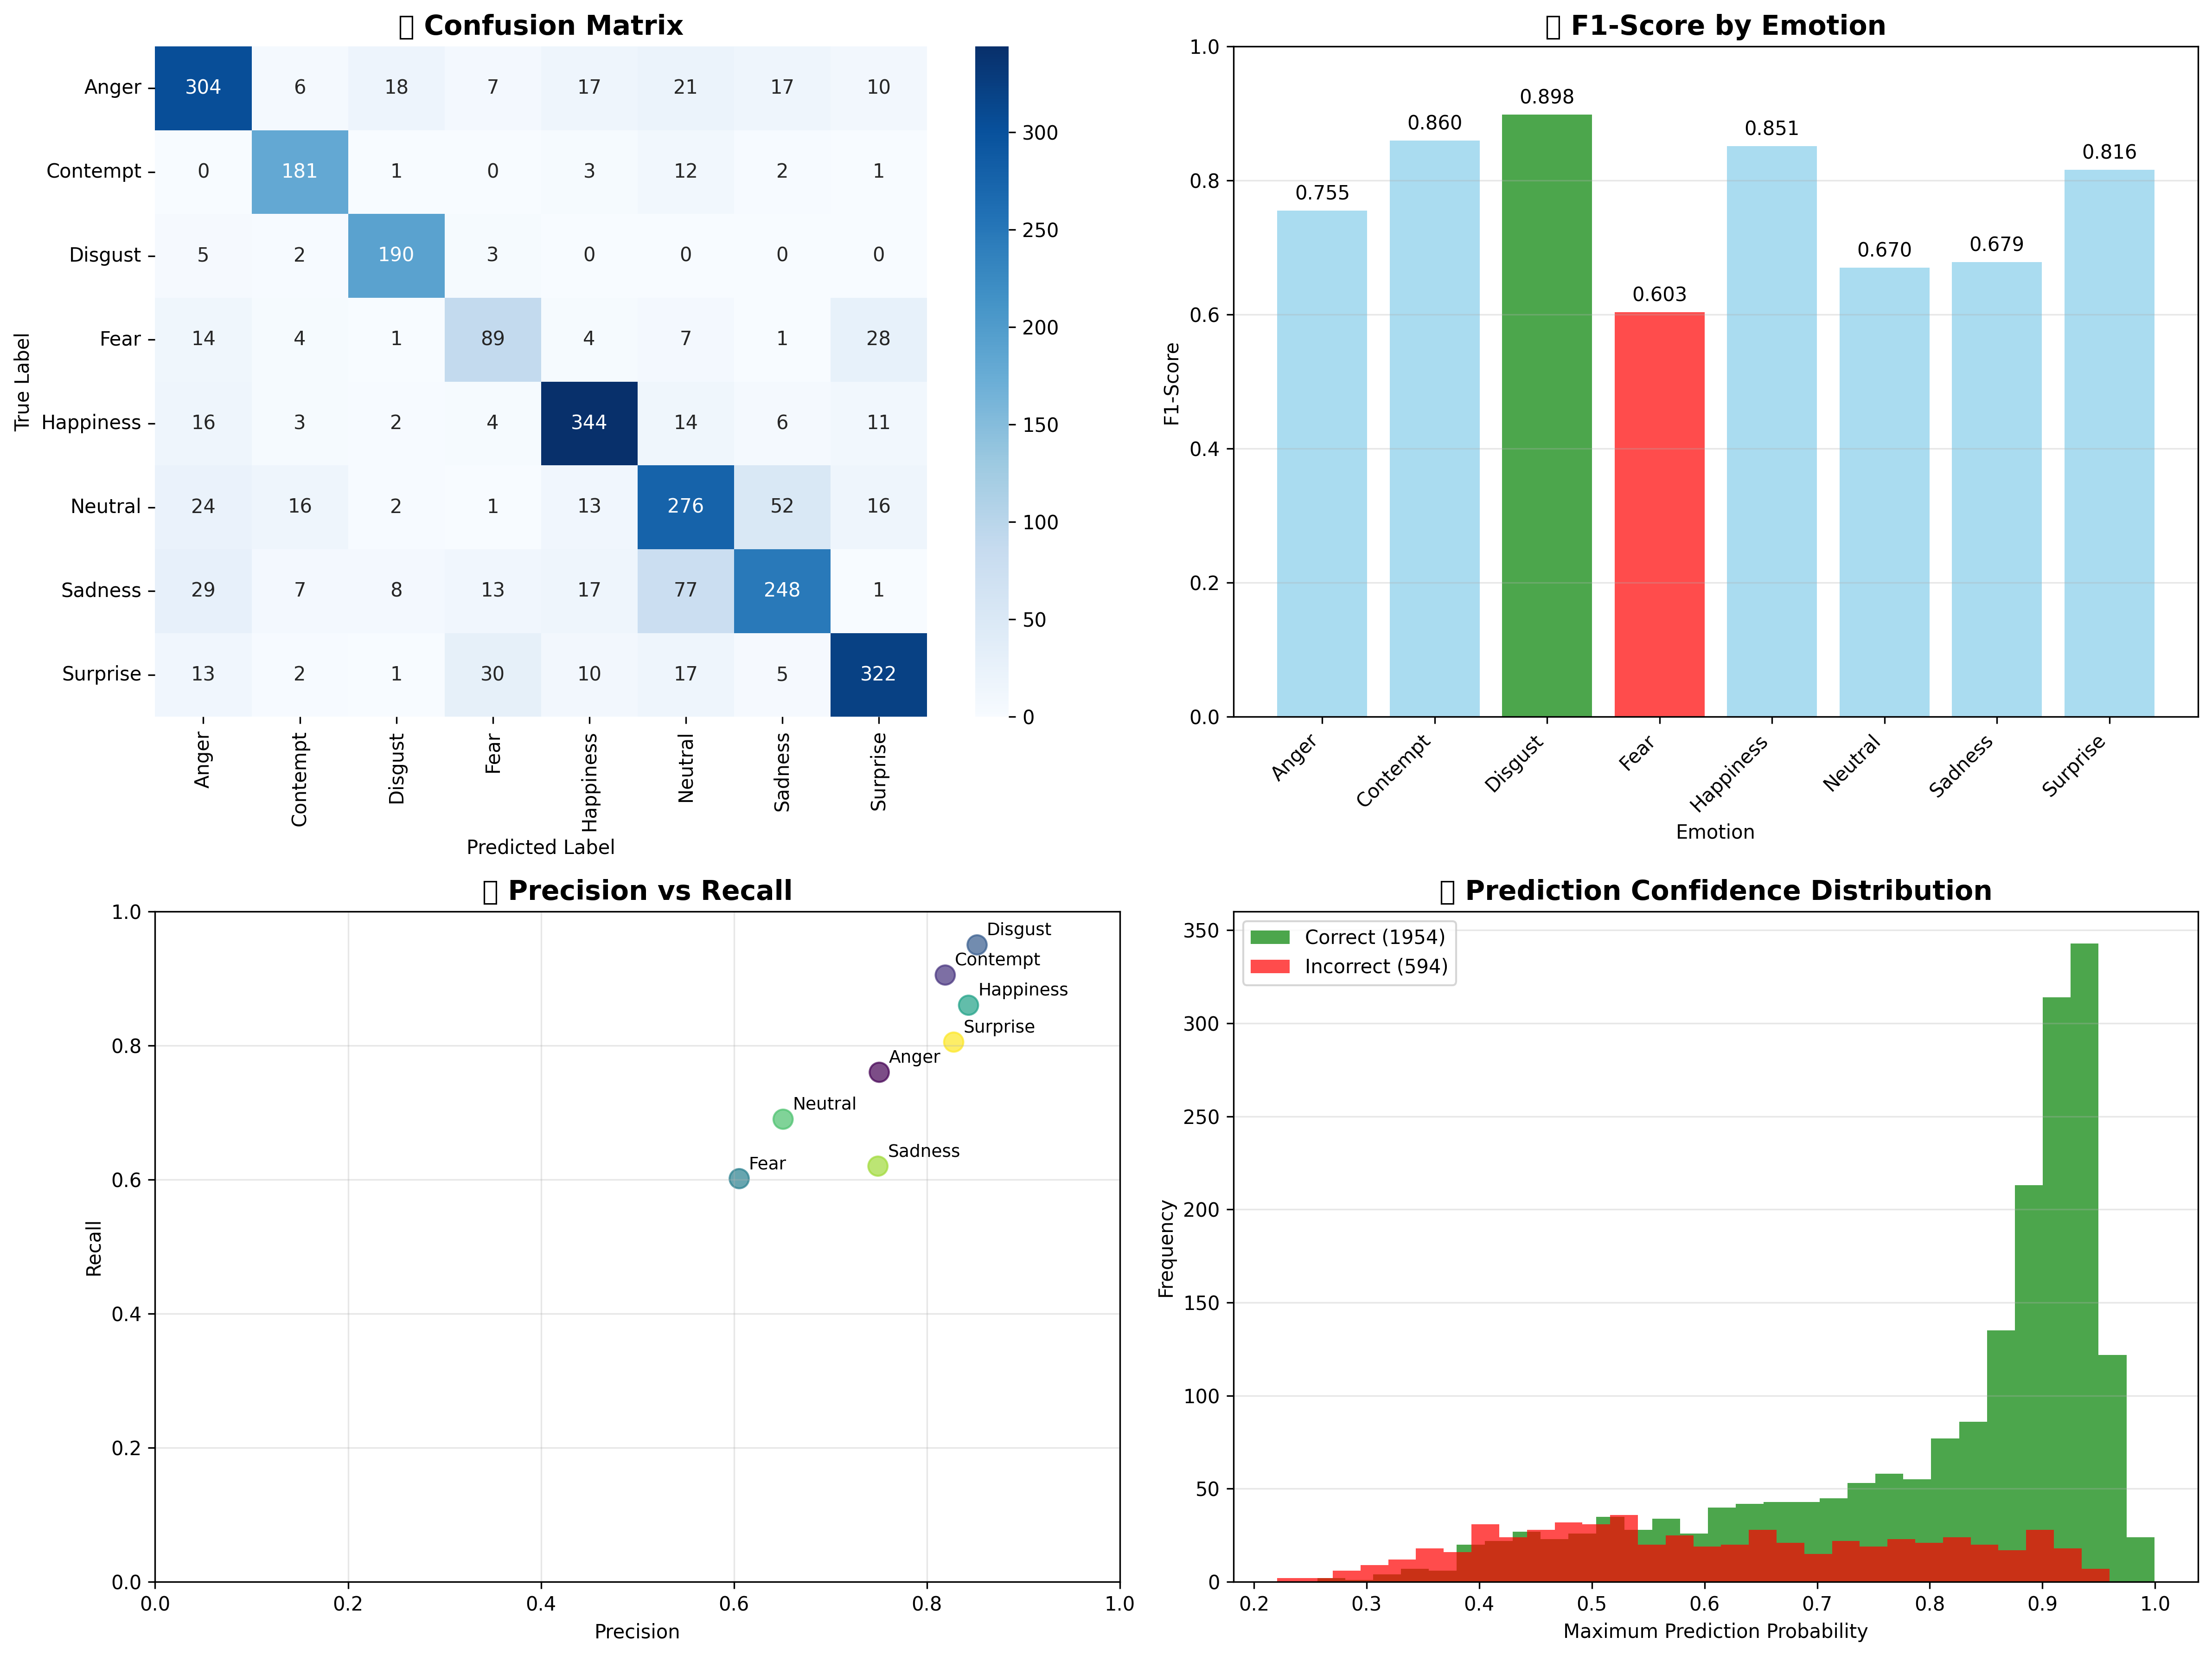 Confusion Matrix
Anger 304 6 18 7 17 21 17 10
Contempt 0 181 1 0 3 12 2 1
Disgust 5 2 190 3 0 0 0 0
Fear 14 4 1 89 4 7 1 28
Happiness 16 3 2 4 344 14 6 11
Neutral 24 16 2 1 13 276 52 16
Sadness 29 7 8 13 17 77 248 1
Surprise 13 2 1 30 10 17 5 322
True Label
Anger Contempt Disgust Fear Happiness Neutral Sadness Surprise
Predicted Label
300
250
200
150
100
50
0
F1-Score by Emotion
1.0
0.8
0.6
0.4
0.2
0.0
F1-Score
0.755 0.860 0.898 0.603 0.851 0.670 0.679 0.816
Anger Contempt Disgust Fear Happiness Neutral Sadness Surprise
Emotion
Precision vs Recall
1.0
0.8
0.6
0.4
0.2
0.0
Recall
Disgust
Contempt
Happiness
Surprise
Anger
Neutral
Sadness
Fear
0.0 0.2 0.4 0.6 0.8 1.0
Precision
Prediction Confidence Distribution
Correct (1954)
Incorrect (594)
350
300
250
200
150
100
50
0
Frequency
0.2 0.3 0.4 0.5 0.6 0.7 0.8 0.9 1.0
Maximum Prediction Probability